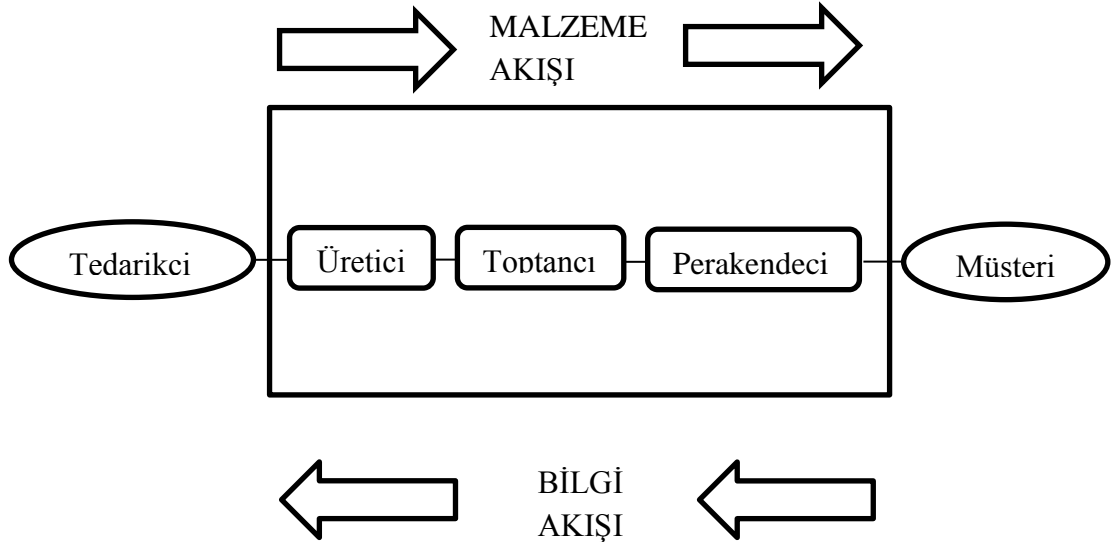 MALZEME
AKIŞI
Tedarikci
Üretici
Toptancı
Perakendeci
Müsteri
BİLGİ
AKIŞI